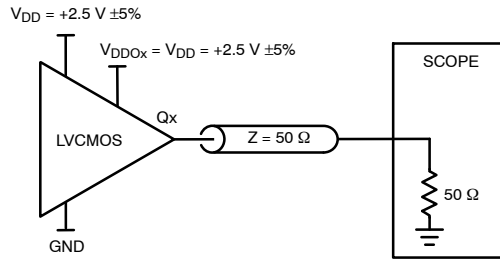 VDD = +2.5 V ±5%
VDDOx = VDD = +2.5 V ±5%
SCOPE
Qx
LVCMOS
Z = 50 Ω
50 Ω
GND